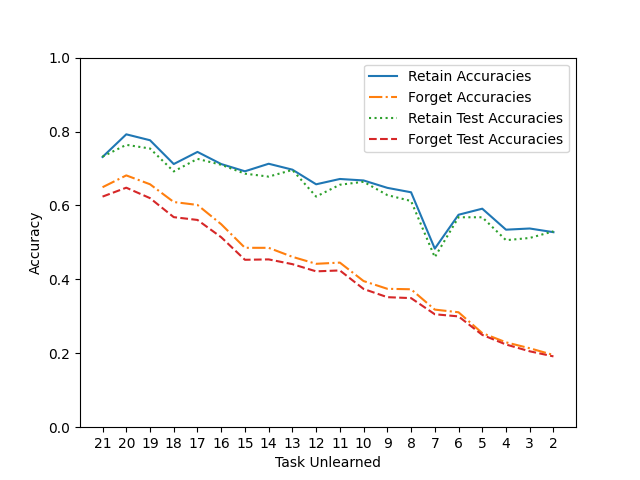 1.0
0.8
0.6
0.4
0.2
0.0
Accuracy
Retain Accuracies
Forget Accuracies
Retain Test Accuracies
Forget Test Accuracies
21 20 19 18 17 16 15 14 13 12 11 10 9 8 7 6 5 4 3 2
Task Unlearned